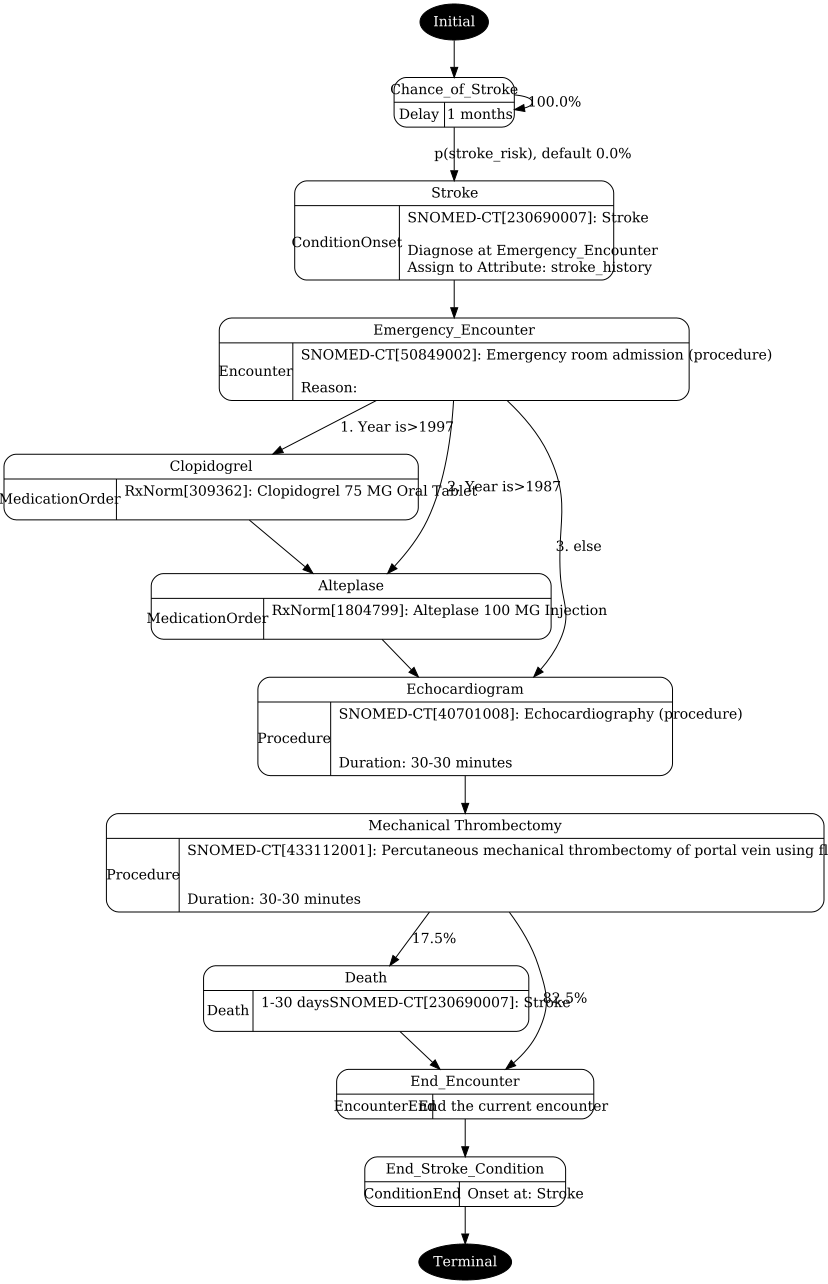 Initial
Chance_of_Stroke
100.0%
Delay 1 months
p(stroke_risk), default 0.0%
Stroke
ConditionOnset
SNOMED-CT[230690007]: Stroke
Diagnose at Emergency_Encounter
Assign to Attribute: stroke_history
Emergency_Encounter
Encounter
SNOMED-CT[50849002]: Emergency room admission (procedure)
Reason:
1. Year is>1997
Clopidogrel
MedicationOrder
RxNorm[309362]: Clopidogrel 75 MG Oral Tablet
2. Year is>1987
3. else
Alteplase
MedicationOrder
RxNorm[1804799]: Alteplase 100 MG Injection
Echocardiogram
Procedure
SNOMED-CT[40701008]: Echocardiography (procedure)
Duration: 30-30 minutes
Mechanical Thrombectomy
Procedure
SNOMED-CT[433112001]: Percutaneous mechanical thrombectomy of portal vein using
Duration: 30-30 minutes
17.5%
82.5%
Death
Death
1-30 daysSNOMED-CT[230690007]: Stroke
End_Encounter
EncounterEnd
End the current encounter
End_Stroke_Condition
ConditionEnd
Onset at: Stroke
Terminal